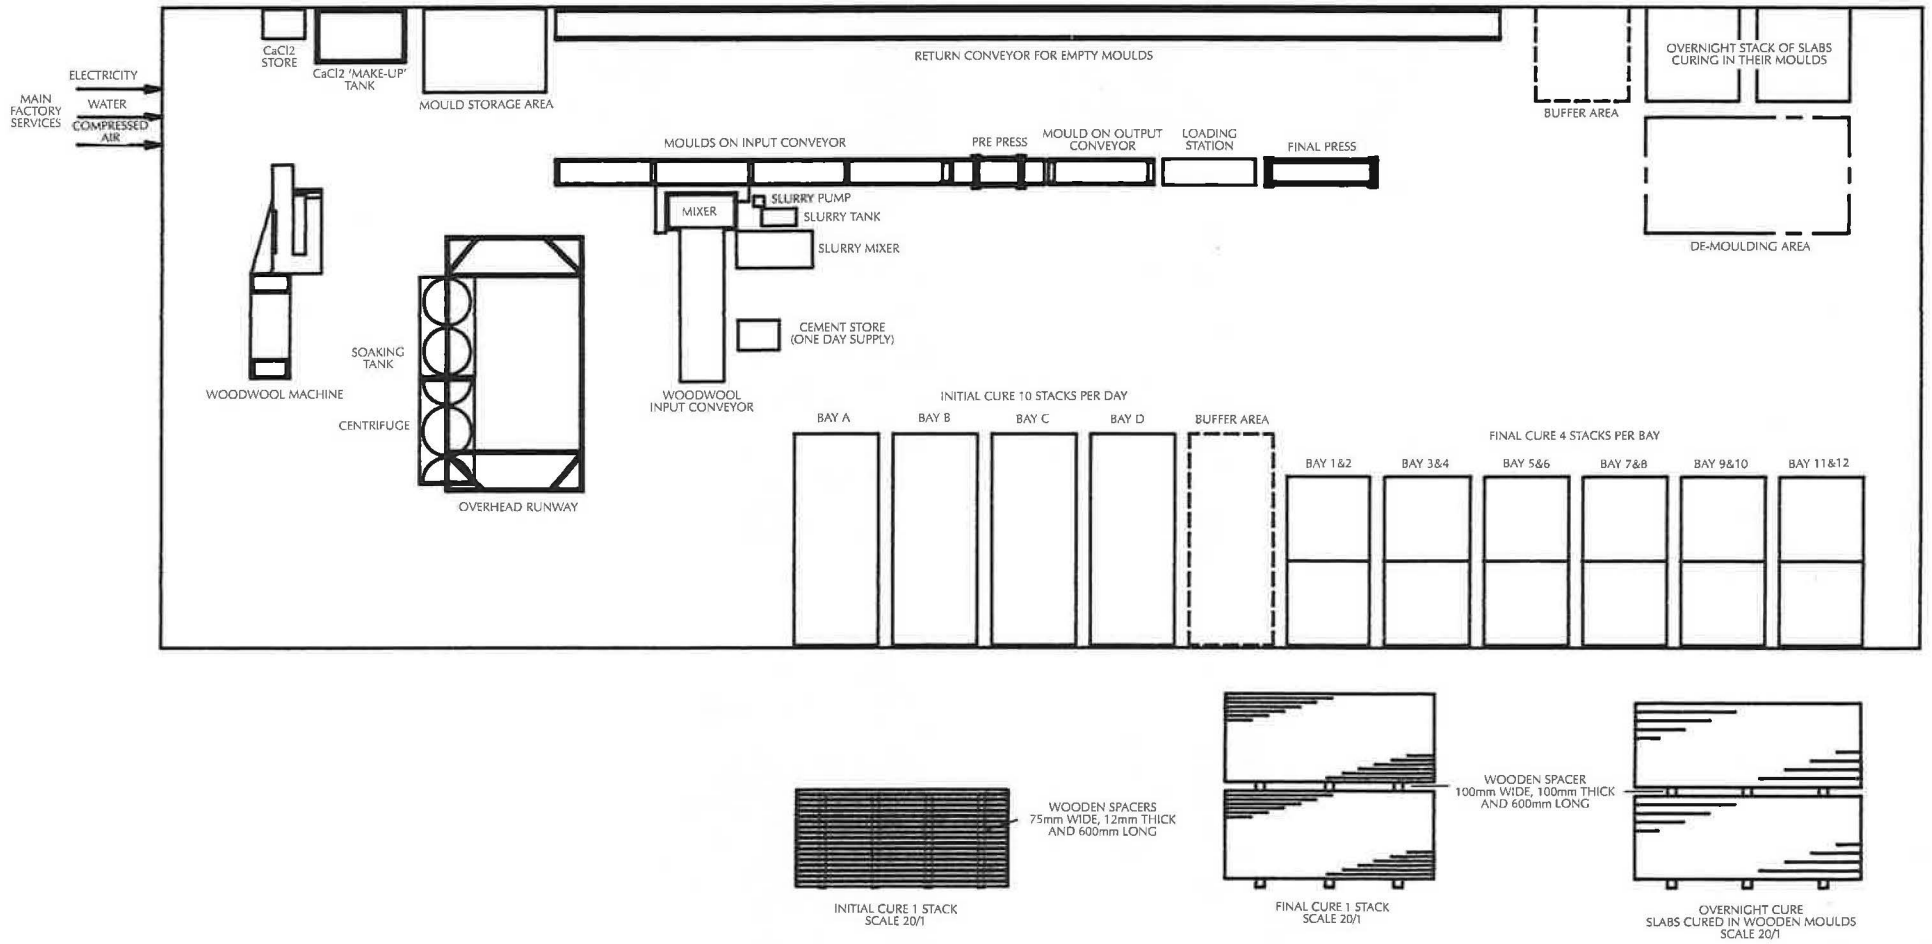 CaCl2
STORE
CaCl2 'MAKE-UP'
TANK
MOULD STORAGE AREA
RETURN CONVEYOR FOR EMPTY MOULDS
BUFFER AREA
OVERNIGHT STACK OF SLABS
CURING IN THEIR MOULDS
MAIN
FACTORY
SERVICES
ELECTRICITY
WATER
COMPRESSED
AIR
MOULDS ON INPUT CONVEYOR
PRE PRESS
MOULD ON OUTPUT
CONVEYOR
LOADING
STATION
FINAL PRESS
DE-MOULDING AREA
MIXER
SLURRY PUMP
SLURRY TANK
SLURRY MIXER
CEMENT STORE
(ONE DAY SUPPLY)
WOODWOOL
INPUT CONVEYOR
WOODWOOL MACHINE
SOAKING
TANK
CENTRIFUGE
OVERHEAD RUNWAY
INITIAL CURE 10 STACKS PER DAY
BAY A
BAY B
BAY C
BAY D
BUFFER AREA
FINAL CURE 4 STACKS PER BAY
BAY 1&2
BAY 3&4
BAY 5&6
BAY 7&8
BAY 9&10
BAY 11&12
WOODEN SPACERS
75mm WIDE, 12mm THICK
AND 600mm LONG
INITIAL CURE 1 STACK
SCALE 20/1
WOODEN SPACER
100mm WIDE, 100mm THICK
AND 600mm LONG
FINAL CURE 1 STACK
SCALE 20/1
OVERNIGHT CURE
SLABS CURED IN WOODEN MOULDS
SCALE 20/1